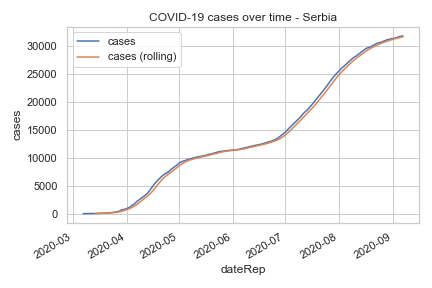 COVID-19 cases over time - Serbia
cases
cases (rolling)
cases
30000
25000
20000
15000
10000
5000
0
2020-03
2020-04
2020-05
2020-06
2020-07
2020-08
2020-09
dateRep